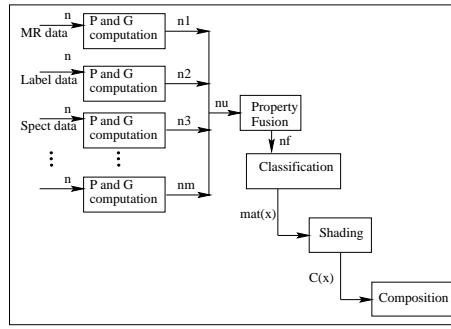 n
MR data
P and G
computation
n1
n
Label data
P and G
computation
n2
n
Spect data
P and G
computation
n3
n
P and G
computation
nm
nu
Property
Fusion
nf
Classification
mat(x)
Shading
C(x)
Composition